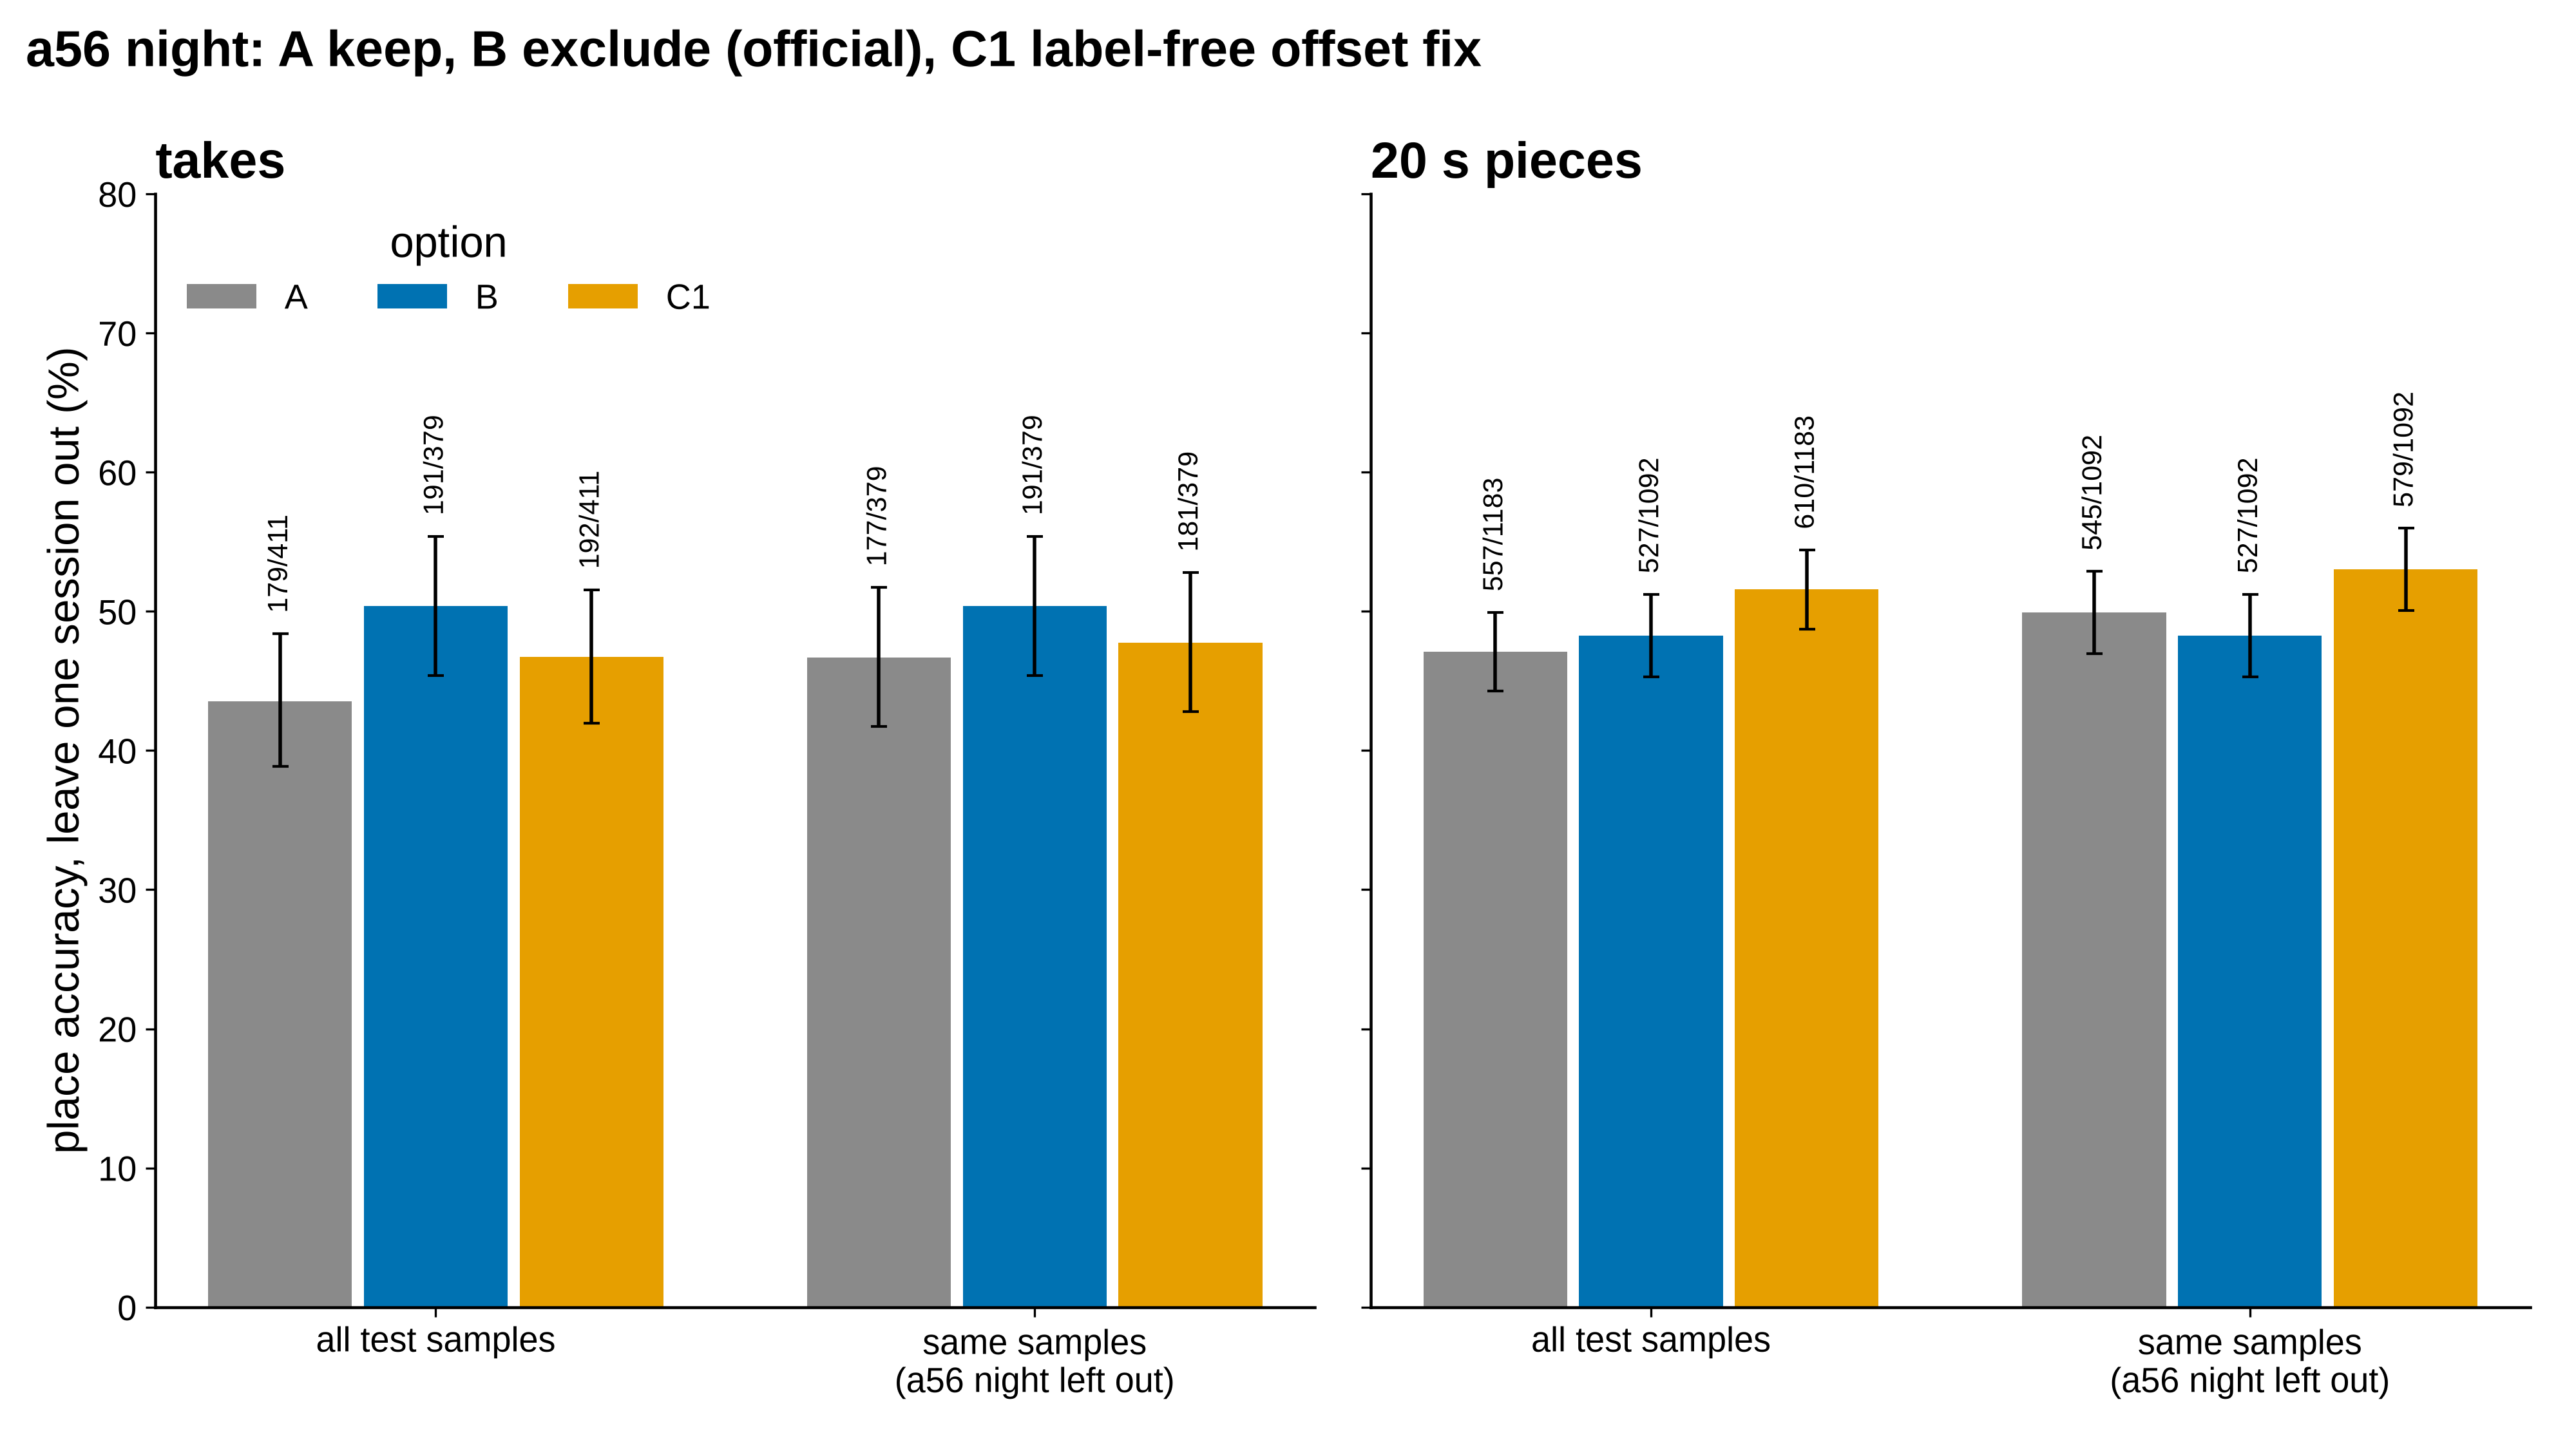 a56 night: A keep, B exclude (official), C1 label-free offset fix
takes
20 s pieces
option
A
B
C1
place accuracy, leave one session out (%)
80
70
60
50
40
30
20
10
0
179/411
191/379
192/411
177/379
191/379
181/379
557/1183
527/1092
610/1183
545/1092
527/1092
579/1092
all test samples
same samples
(a56 night left out)
all test samples
same samples
(a56 night left out)